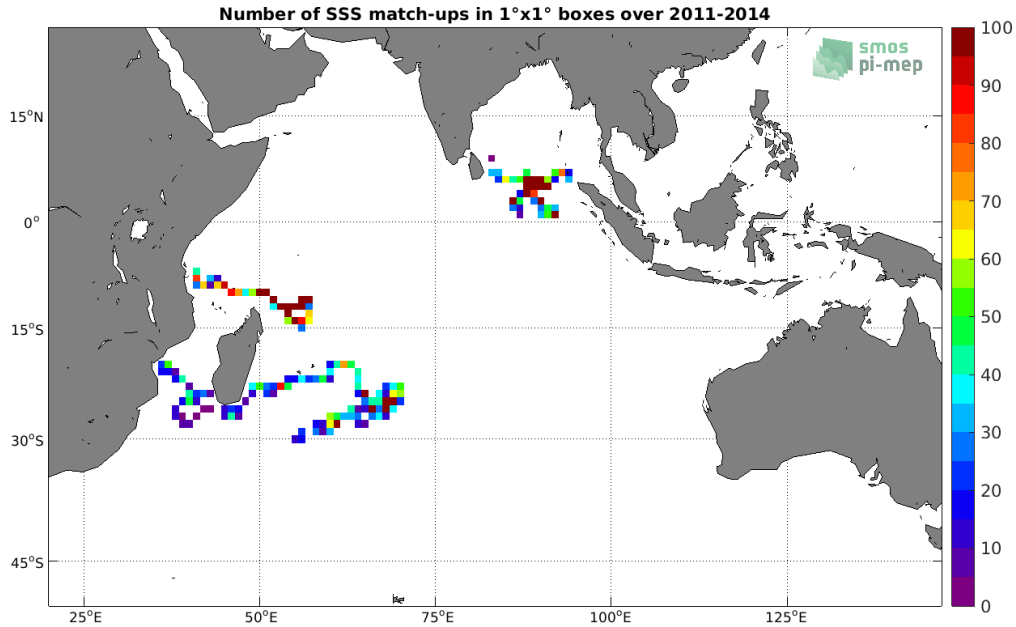 Number of SSS match-ups in 1°x1° boxes over 2011-2014
smos
pi-mep
100
90
80
70
60
50
40
30
20
10
0
15°N
0°
15°S
30°S
45°S
25°E
50°E
75°E
100°E
125°E